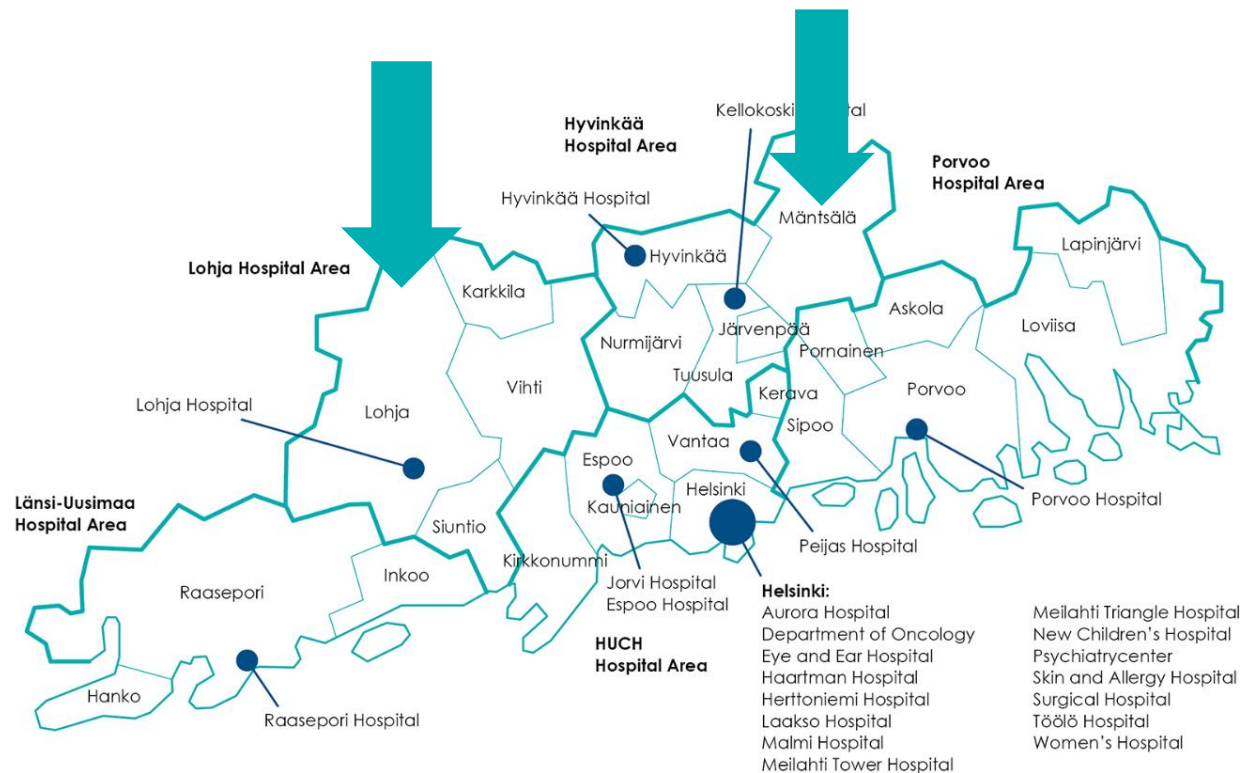 Kellokoski
Hyvinkää
Hospital Area
Porvoo
Hospital Area
Hyvinkää Hospital
Mäntsälä
Lapinjärvi
Lohja Hospital Area
Hyvinkää
Karkkila
Askola
Loviisa
Järvenpää
Nurmijärvi
Pornainen
Tuusula
Vihti
Kerava
Porvoo
Lohja Hospital
Lohja
Sipoo
Vantaa
Espoo
Helsinki
Kauniainen
Porvoo Hospital
Länsi-Uusimaa
Hospital Area
Siuntio
Peijas Hospital
Kirkkonummi
Inkoo
Jorvi Hospital
Espoo Hospital
Raasepori
HUCH
Hospital Area
Hanko
Raasepori Hospital
Helsinki:
Aurora Hospital
Department of Oncology
Eye and Ear Hospital
Haartman Hospital
Herttoniemi Hospital
Laakso Hospital
Malmi Hospital
Meilahti Tower Hospital
Meilahti Triangle Hospital
New Children's Hospital
Psychiatrycenter
Skin and Allergy Hospital
Surgical Hospital
Töölö Hospital
Women's Hospital